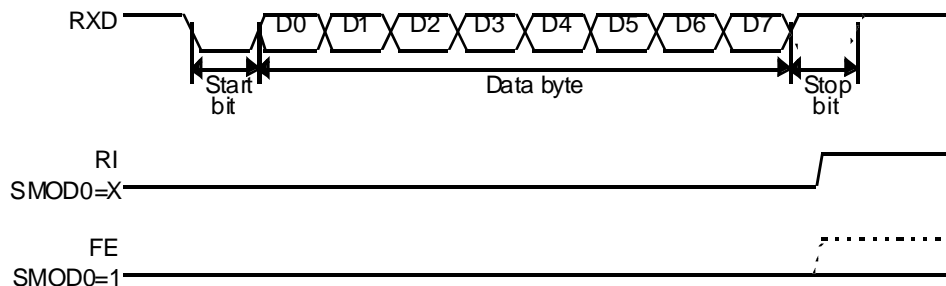 RXD
D0 D1 D2 D3 D4 D5 D6 D7
Start
bit
Data byte
Stop
bit
RI
SMOD0=X
FE
SMOD0=1